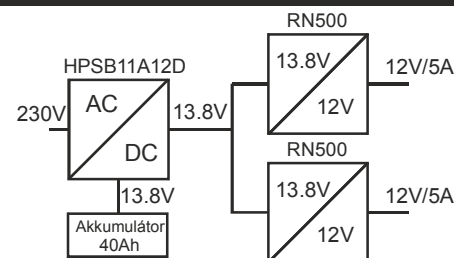 RN500
HPSB11A12D
13.8V
12V/5A
12V
230V
AC
DC
13.8V
RN500
13.8V
13.8V
12V/5A
12V
Akkumulátor
40Ah